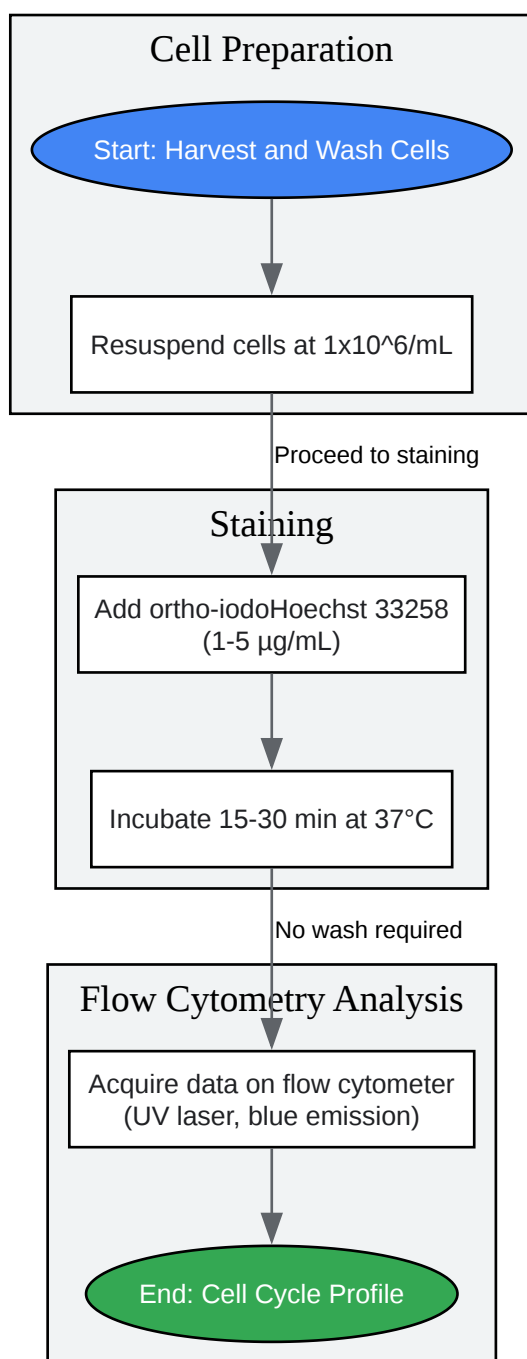 Cell Preparation
Start: Harvest and Wash Cells
Resuspend cells at 1x10^6/mL
Proceed to staining
Staining
Add ortho-iodoHoechst 33258
(1-5 µg/mL)
Incubate 15-30 min at 37°C
No wash required
Flow Cytometry Analysis
Acquire data on flow cytometer
(UV laser, blue emission)
End: Cell Cycle Profile